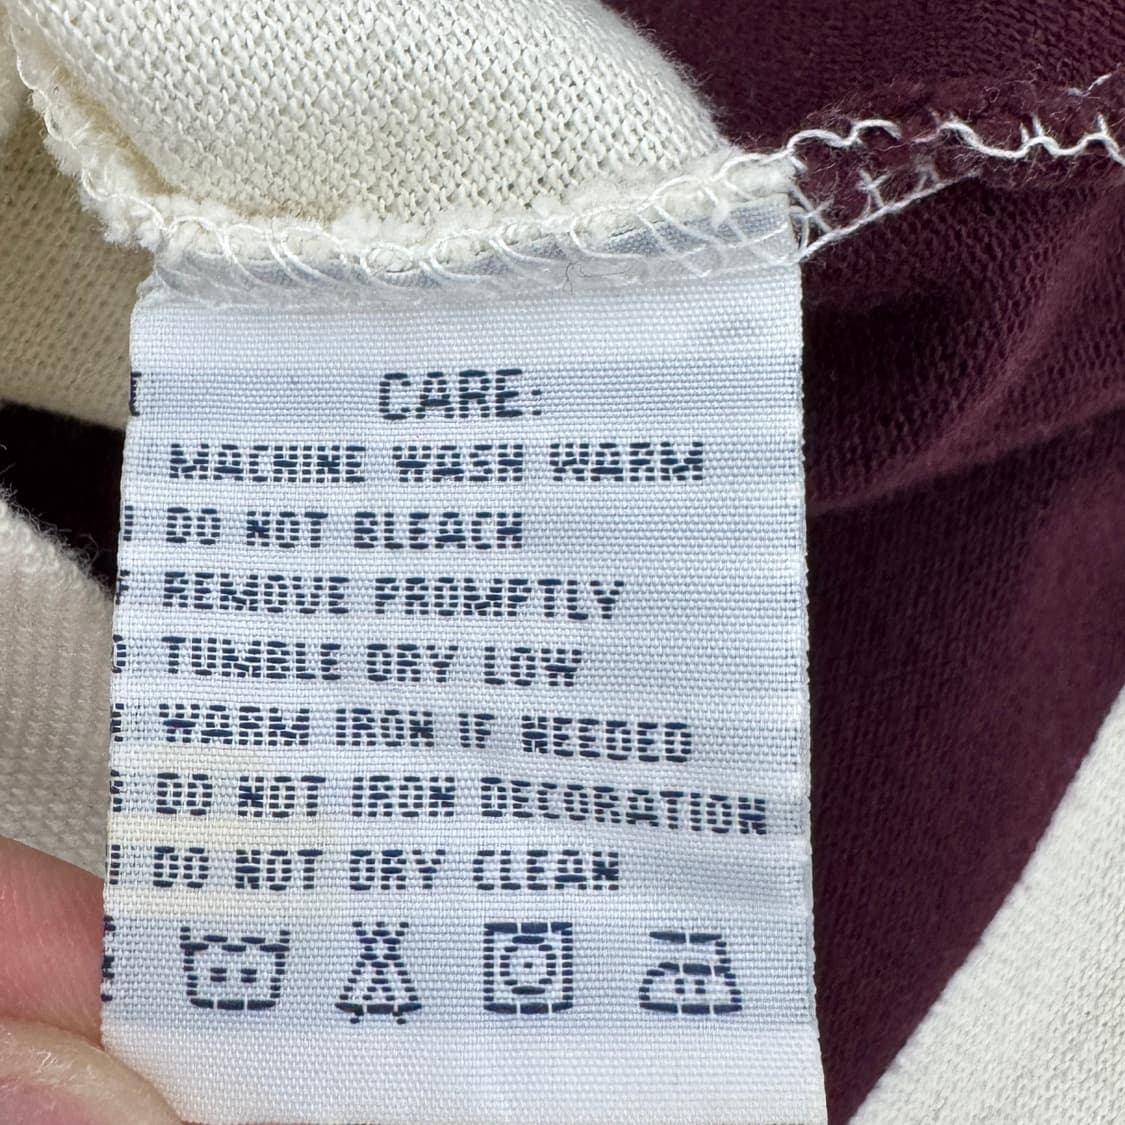 CARE:
MACHINE WASH WARM
DO NOT BLEACH
REMOVE PROMPTLY
TUMBLE DRY LOW
WARM IRON IF NEEDED
DO NOT IRON DECORATION
DO NOT DRY CLEAN